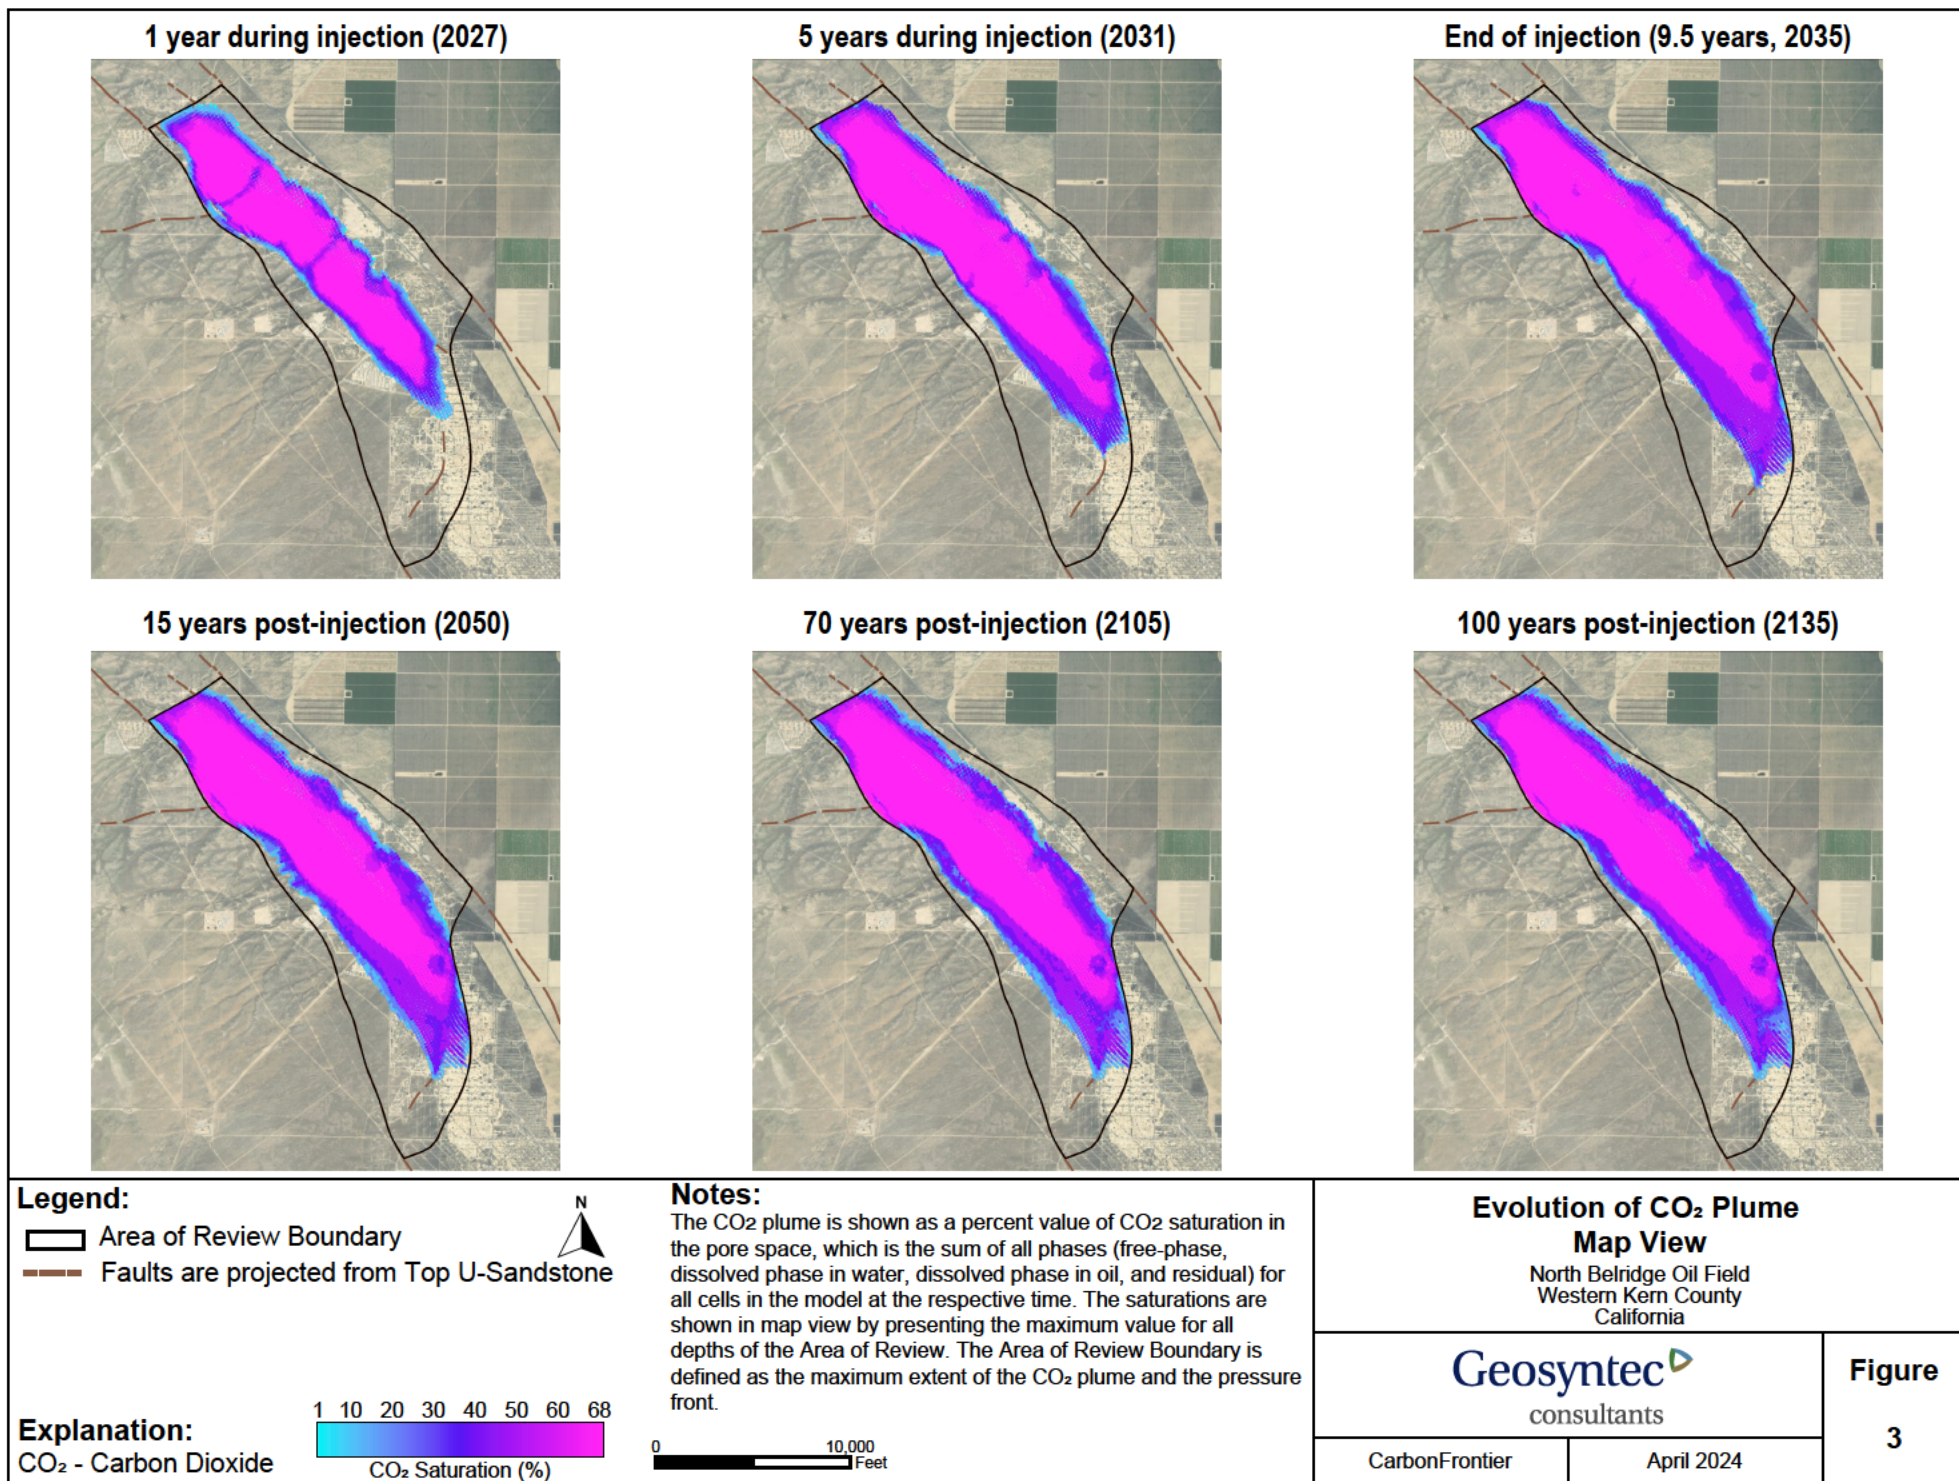 1 year during injection (2027)
5 years during injection (2031)
End of injection (9.5 years, 2035)
15 years post-injection (2050)
70 years post-injection (2105)
100 years post-injection (2135)
Legend:
Area of Review Boundary
Faults are projected from Top U-Sandstone
N
Explanation:
CO₂ - Carbon Dioxide
1 10 20 30 40 50 60 68
CO₂ Saturation (%)
Notes:
The CO₂ plume is shown as a percent value of CO₂ saturation in
the pore space, which is the sum of all phases (free-phase,
dissolved phase in water, dissolved phase in oil, and residual) for
all cells in the model at the respective time. The saturations are
shown in map view by presenting the maximum value for all
depths of the Area of Review. The Area of Review Boundary is
defined as the maximum extent of the CO₂ plume and the pressure
front.
0 10,000
Feet
Evolution of CO₂ Plume
Map View
North Belridge Oil Field
Western Kern County
California
Geosyntec
consultants
CarbonFrontier
April 2024
Figure
3